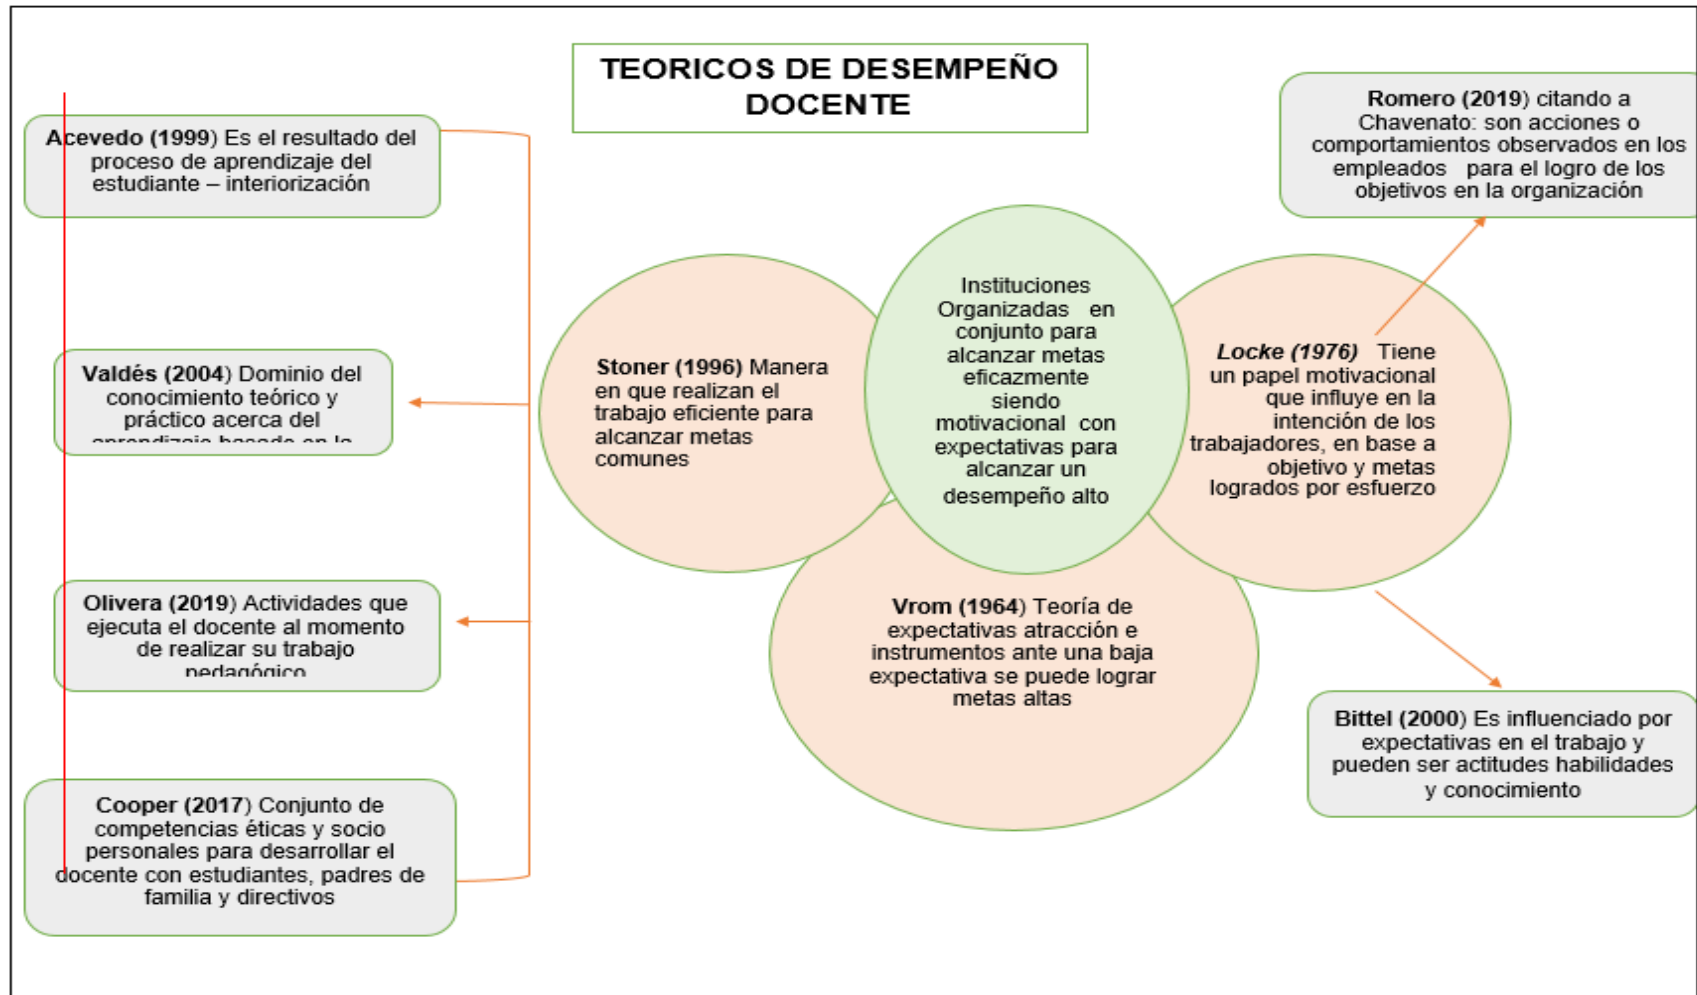 TEORICOS DE DESEMPEÑO
DOCENTE
Acevedo (1999) Es el resultado del
proceso de aprendizaje del
estudiante – interiorización
Valdés (2004) Dominio del
conocimiento teórico y
práctico acerca del
aprendizaje basado en la
Olivera (2019) Actividades que
ejecuta el docente al momento
de realizar su trabajo
pedagógico
Cooper (2017) Conjunto de
competencias éticas y socio
personales para desarrollar el
docente con estudiantes, padres de
familia y directivos
Stoner (1996) Manera
en que realizan el
trabajo eficiente para
alcanzar metas
comunes
Instituciones
Organizadas en
conjunto para
alcanzar metas
eficazmente
siendo
motivacional con
expectativas para
alcanzar un
desempeño alto
Vrom (1964) Teoría de
expectativas atracción e
instrumentos ante una baja
expectativa se puede lograr
metas altas
Locke (1976) Tiene
un papel motivacional
que influye en la
intención de los
trabajadores, en base a
objetivo y metas
logrados por esfuerzo
Romero (2019) citando a
Chavenato: son acciones o
comportamientos observados en los
empleados para el logro de los
objetivos en la organización
Bittel (2000) Es influenciado por
expectativas en el trabajo y
pueden ser actitudes habilidades
y conocimiento